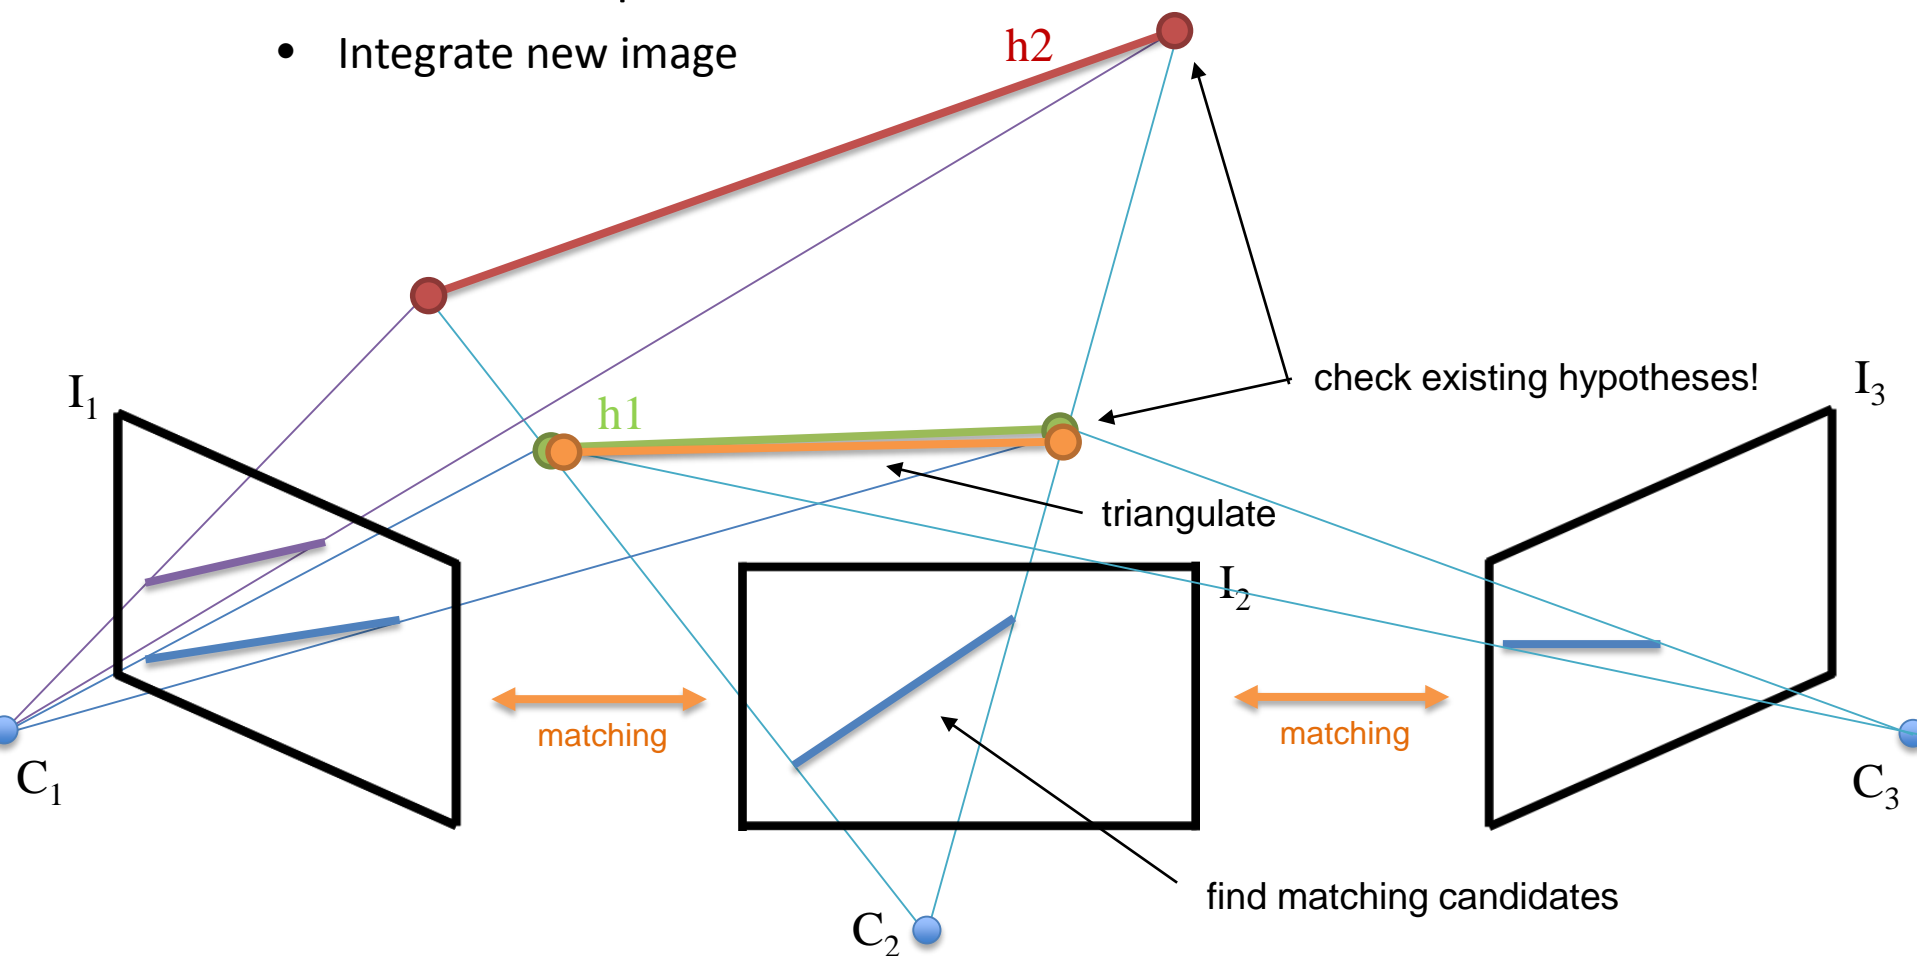 • Integrate new image
h2
check existing hypotheses!
I3
I1
h1
triangulate
I2
matching
matching
C1
C3
find matching candidates
C2